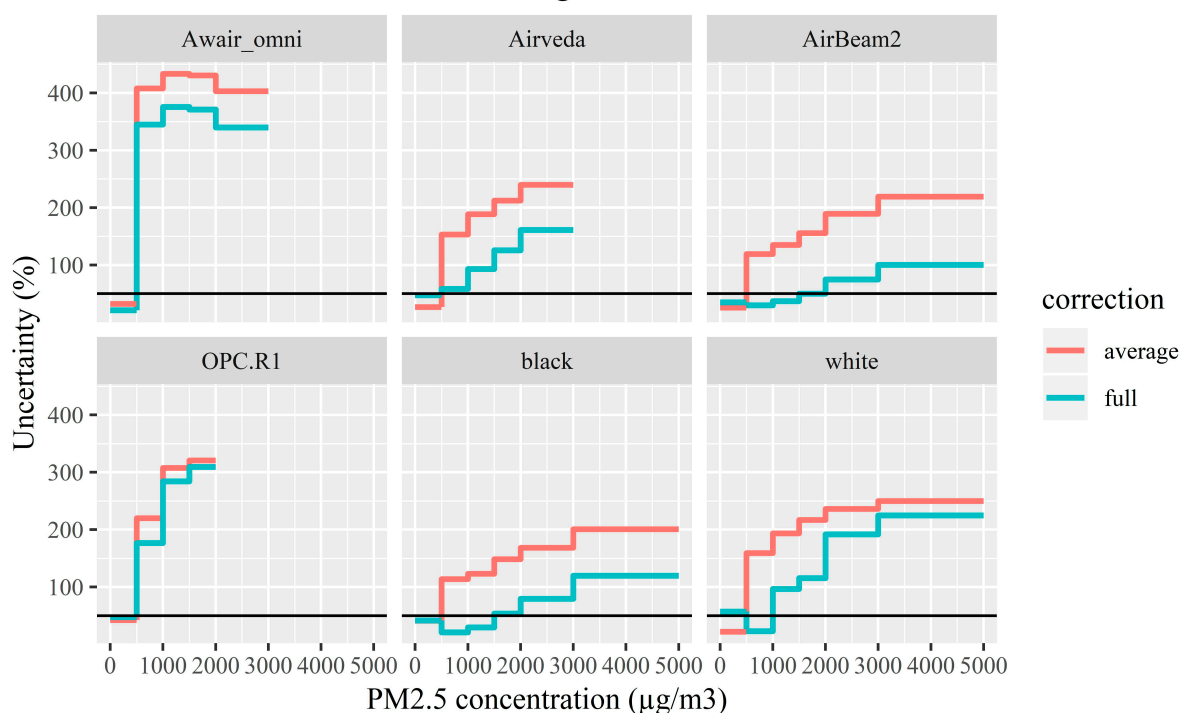 Awair_omni Airveda AirBeam2
400
300
200
100
OPC.R1 black white
400
300
200
100
0 1000 2000 3000 4000 5000 0 1000 2000 3000 4000 5000 0 1000 2000 3000 4000 5000
PM2.5 concentration (µg/m3)
Uncertainty (%)
correction
average
full